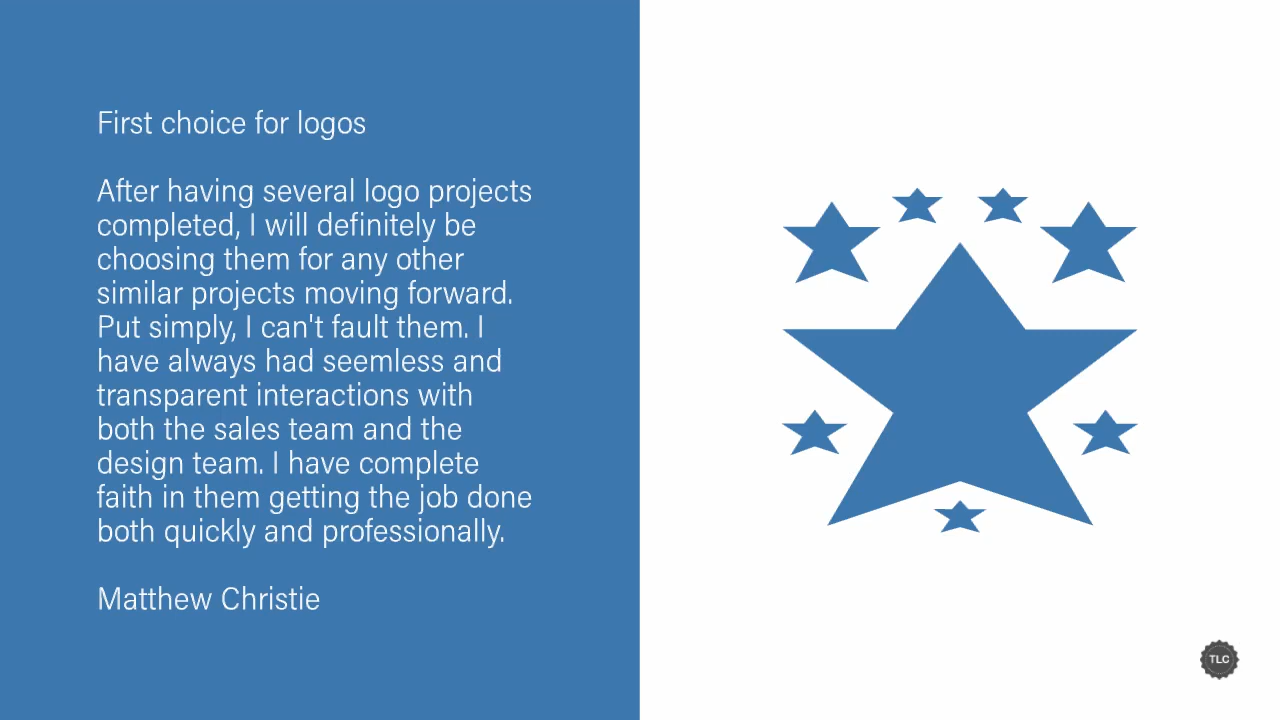 First choice for logos
After having several logo projects
completed, I will definitely be
choosing them for any other
similar projects moving forward.
Put simply, I can't fault them. I
have always had seemless and
transparent interactions with
both the sales team and the
design team. I have complete
faith in them getting the job done
both quickly and professionally.
Matthew Christie
TLC